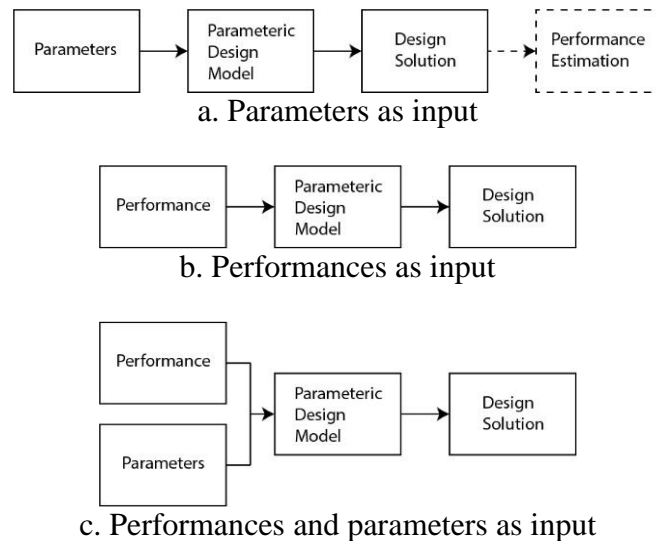 Parameters
Parameteric
Design
Model
Design
Solution
Performance
Estimation
a. Parameters as input
Performance
Parameteric
Design
Model
Design
Solution
b. Performances as input
Performance
Parameters
Parameteric
Design
Model
Design
Solution
c. Performances and parameters as input